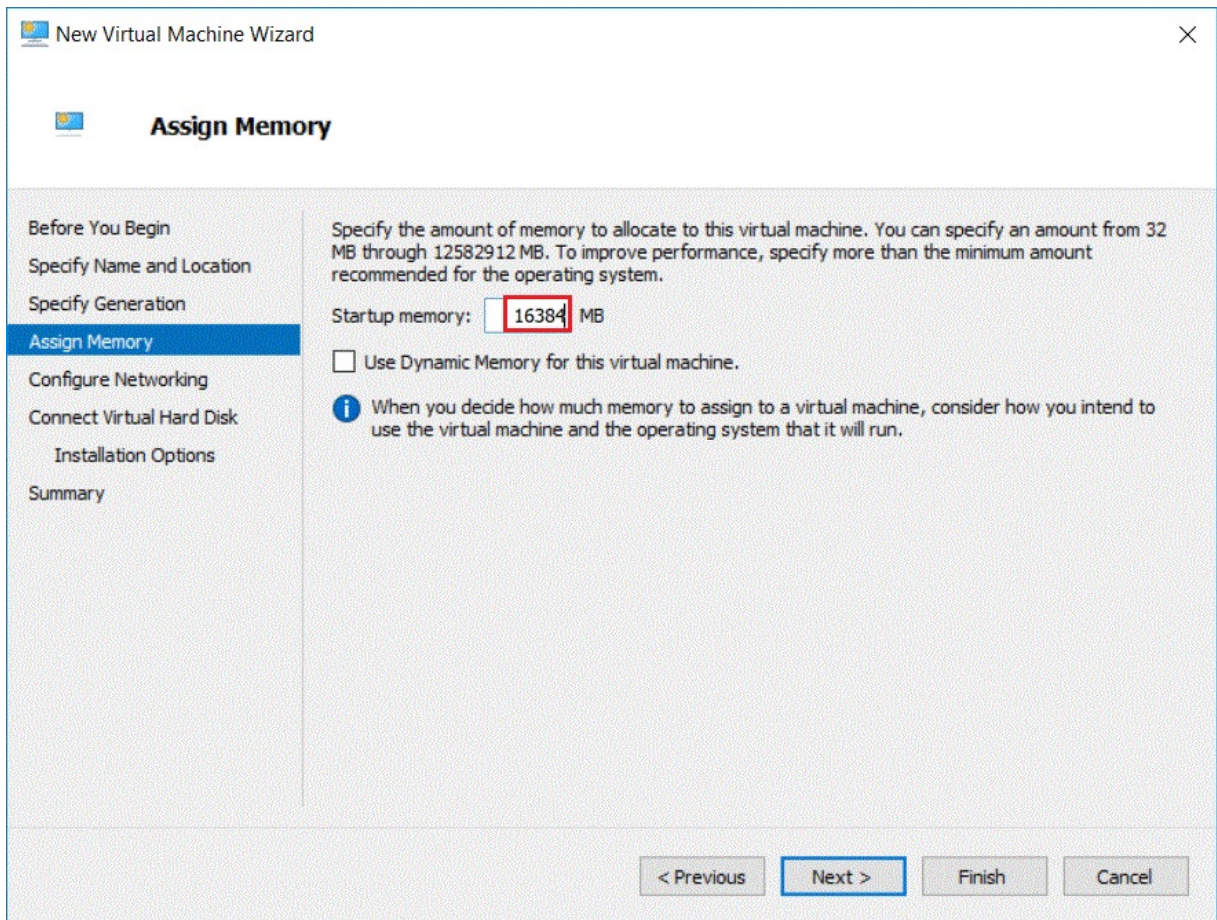 New Virtual Machine Wizard
Assign Memory
Before You Begin
Specify Name and Location
Specify Generation
Assign Memory
Configure Networking
Connect Virtual Hard Disk
Installation Options
Summary
Specify the amount of memory to allocate to this virtual machine. You can specify an amount from 32
MB through 12582912 MB. To improve performance, specify more than the minimum amount
recommended for the operating system.
Startup memory: 16384 MB
Use Dynamic Memory for this virtual machine.
When you decide how much memory to assign to a virtual machine, consider how you intend to
use the virtual machine and the operating system that it will run.
< Previous Next > Finish Cancel